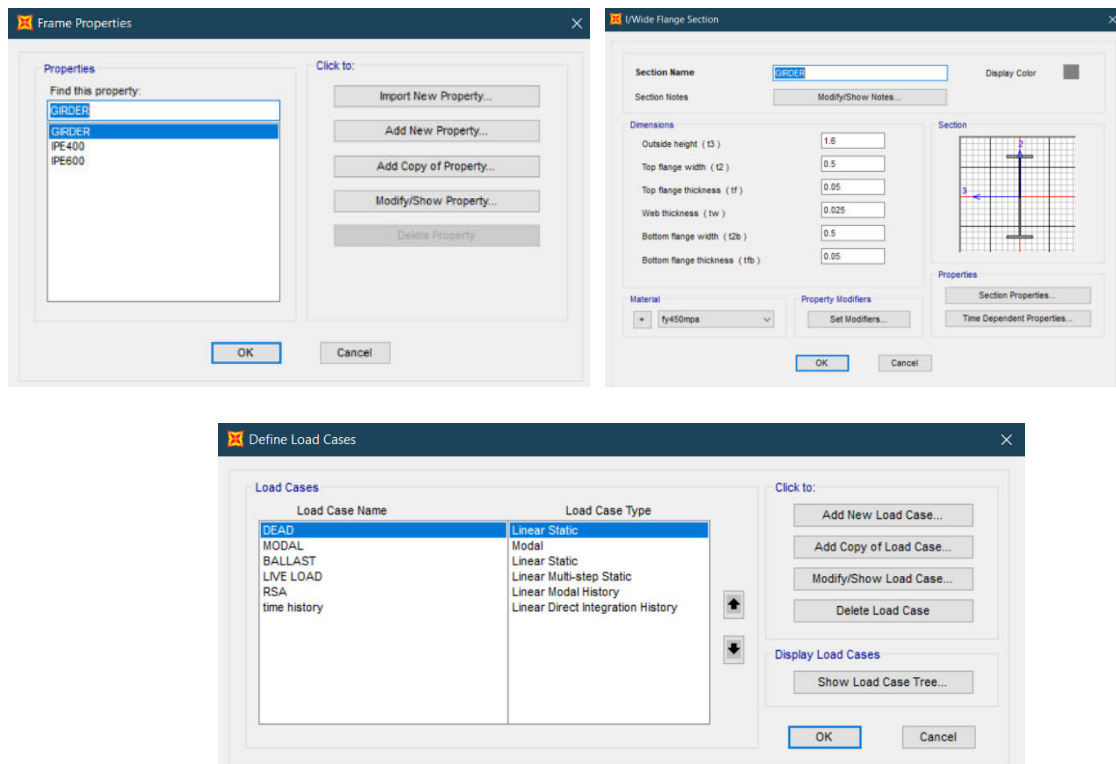 Frame Properties
Properties
Find this property:
GIRDER
GIRDER
IPE400
IPE600
Click to:
Import New Property...
Add New Property...
Add Copy of Property...
Modify/Show Property...
Delete Property
OK
Cancel
I/Wide Flange Section
Section Name
GIRDER
Display Color
Section Notes
Modify/Show Notes...
Dimensions
Outside height ( t3 )
1.6
Top flange width ( t2 )
0.5
Top flange thickness ( tf )
0.05
Web thickness ( tw )
0.025
Bottom flange width ( t2b )
0.5
Bottom flange thickness ( tfb )
0.05
Section
2
3
Properties
Section Properties...
Time Dependent Properties...
Material
+ fy450mpa
Property Modifiers
Set Modifiers...
OK
Cancel
Define Load Cases
Load Cases
Load Case Name Load Case Type
DEAD Linear Static
MODAL Modal
BALLAST Linear Static
LIVE LOAD Linear Multi-step Static
RSA Linear Modal History
time history Linear Direct Integration History
Click to:
Add New Load Case...
Add Copy of Load Case...
Modify/Show Load Case...
Delete Load Case
Display Load Cases
Show Load Case Tree...
OK
Cancel